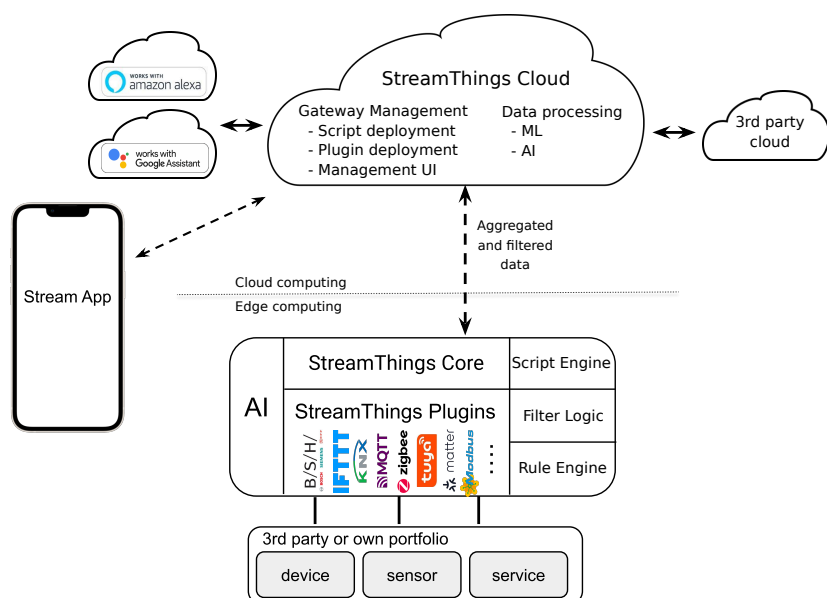 WORKS WITH
amazon alexa
works with
Google Assistant
StreamThings Cloud
Gateway Management
- Script deployment
- Plugin deployment
- Management UI
Data processing
- ML
- AI
3rd party
cloud
Stream App
Aggregated
and filtered
data
Cloud computing
Edge computing
AI
StreamThings Core
StreamThings Plugins
B/S/H/
IFTTT
KNX
MQTT
zigbee
tuya
matter
Modbus
....
Script Engine
Filter Logic
Rule Engine
3rd party or own portfolio
device
sensor
service